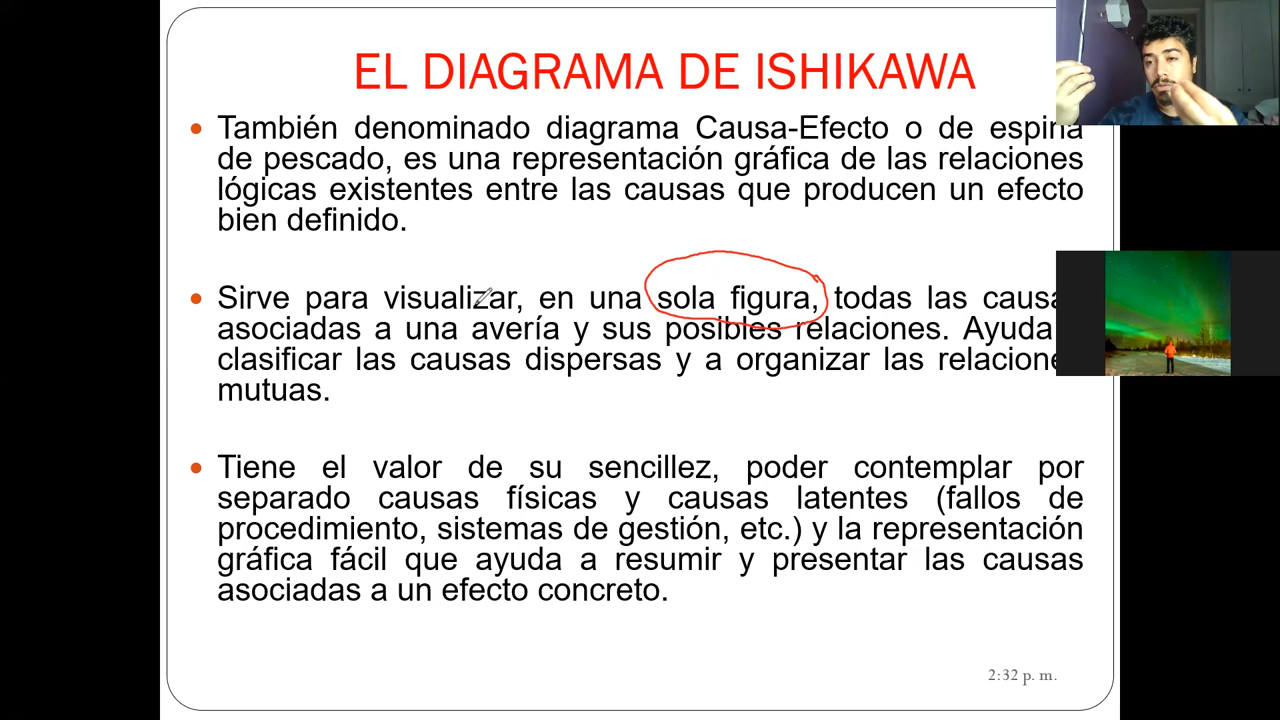 EL DIAGRAMA DE ISHIKAWA
• También denominado diagrama Causa-Efecto o de espina
de pescado, es una representación gráfica de las relaciones
lógicas existentes entre las causas que producen un efecto
bien definido.
• Sirve para visualizar, en una sola figura, todas las causa
asociadas a una avería y sus posibles relaciones. Ayuda
clasificar las causas dispersas y a organizar las relacione
mutuas.
• Tiene el valor de su sencillez, poder contemplar por
separado causas físicas y causas latentes (fallos de
procedimiento, sistemas de gestión, etc.) y la representación
gráfica fácil que ayuda a resumir y presentar las causas
asociadas a un efecto concreto.
2:32 p. m.